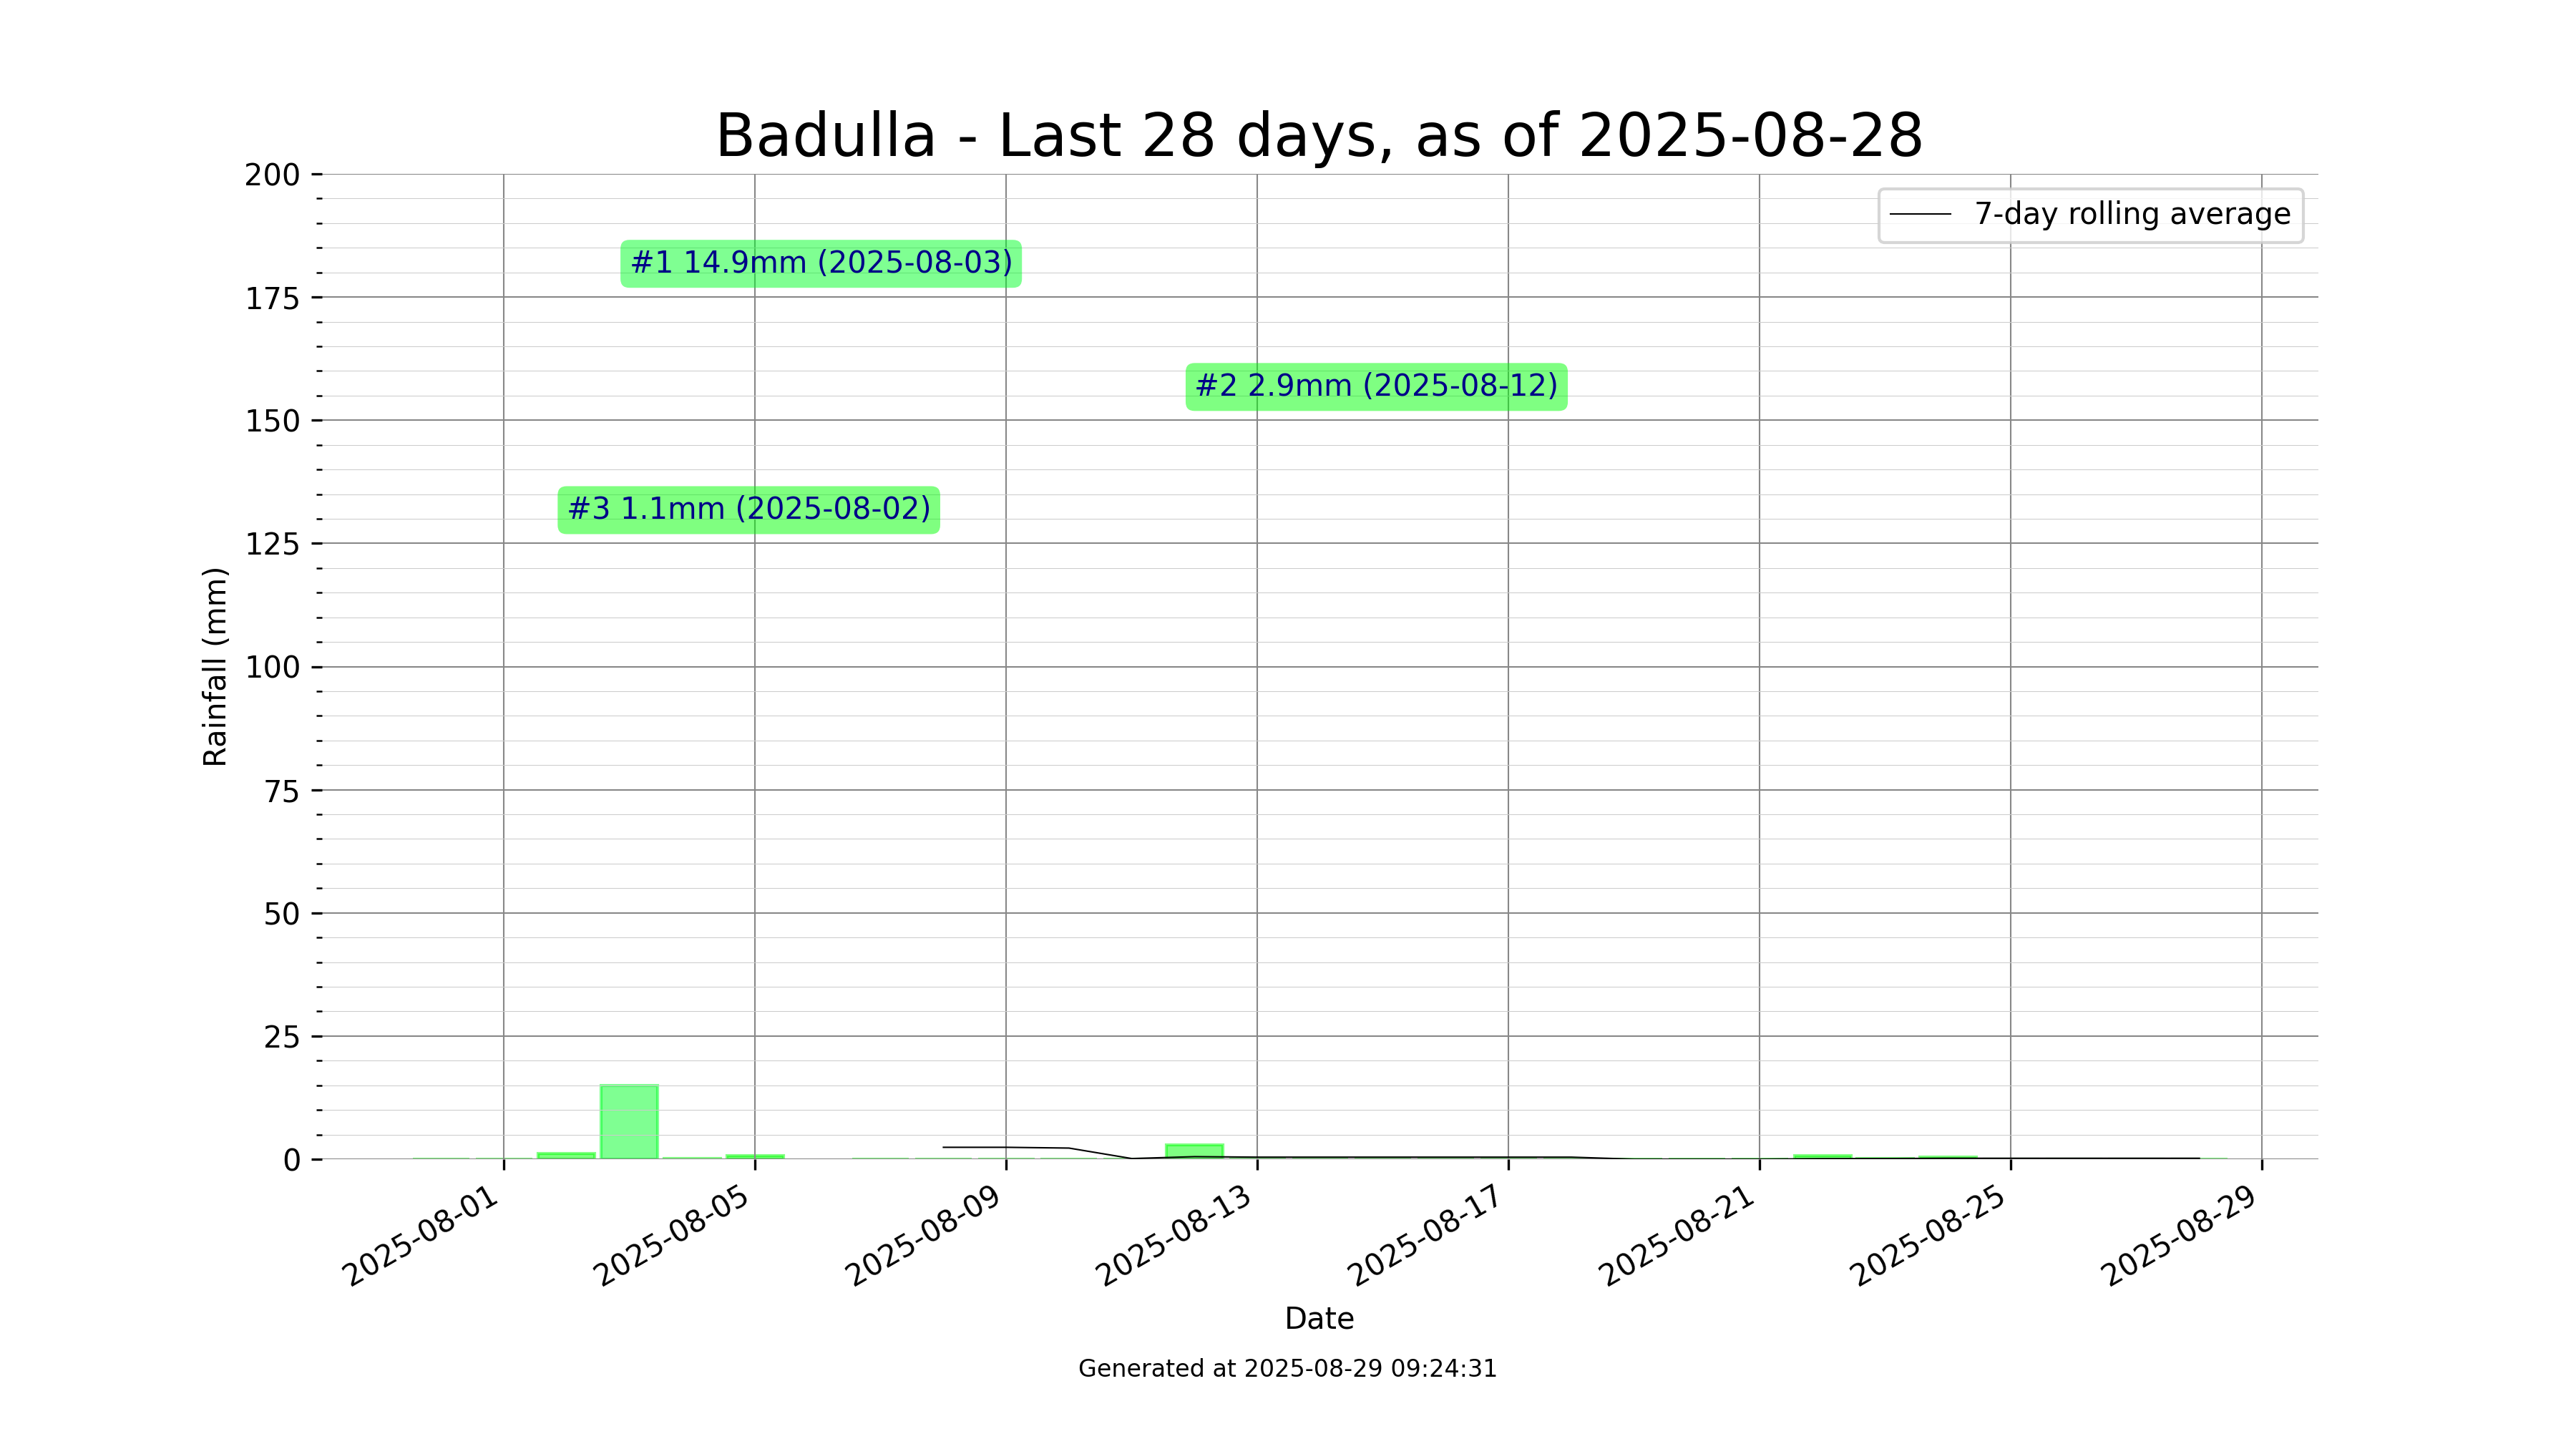 Badulla - Last 28 days, as of 2025-08-28
7-day rolling average
#1 14.9mm (2025-08-03)
#2 2.9mm (2025-08-12)
#3 1.1mm (2025-08-02)
Rainfall (mm)
200
175
150
125
100
75
50
25
0
2025-08-01
2025-08-05
2025-08-09
2025-08-13
2025-08-17
2025-08-21
2025-08-25
2025-08-29
Date
Generated at 2025-08-29 09:24:31